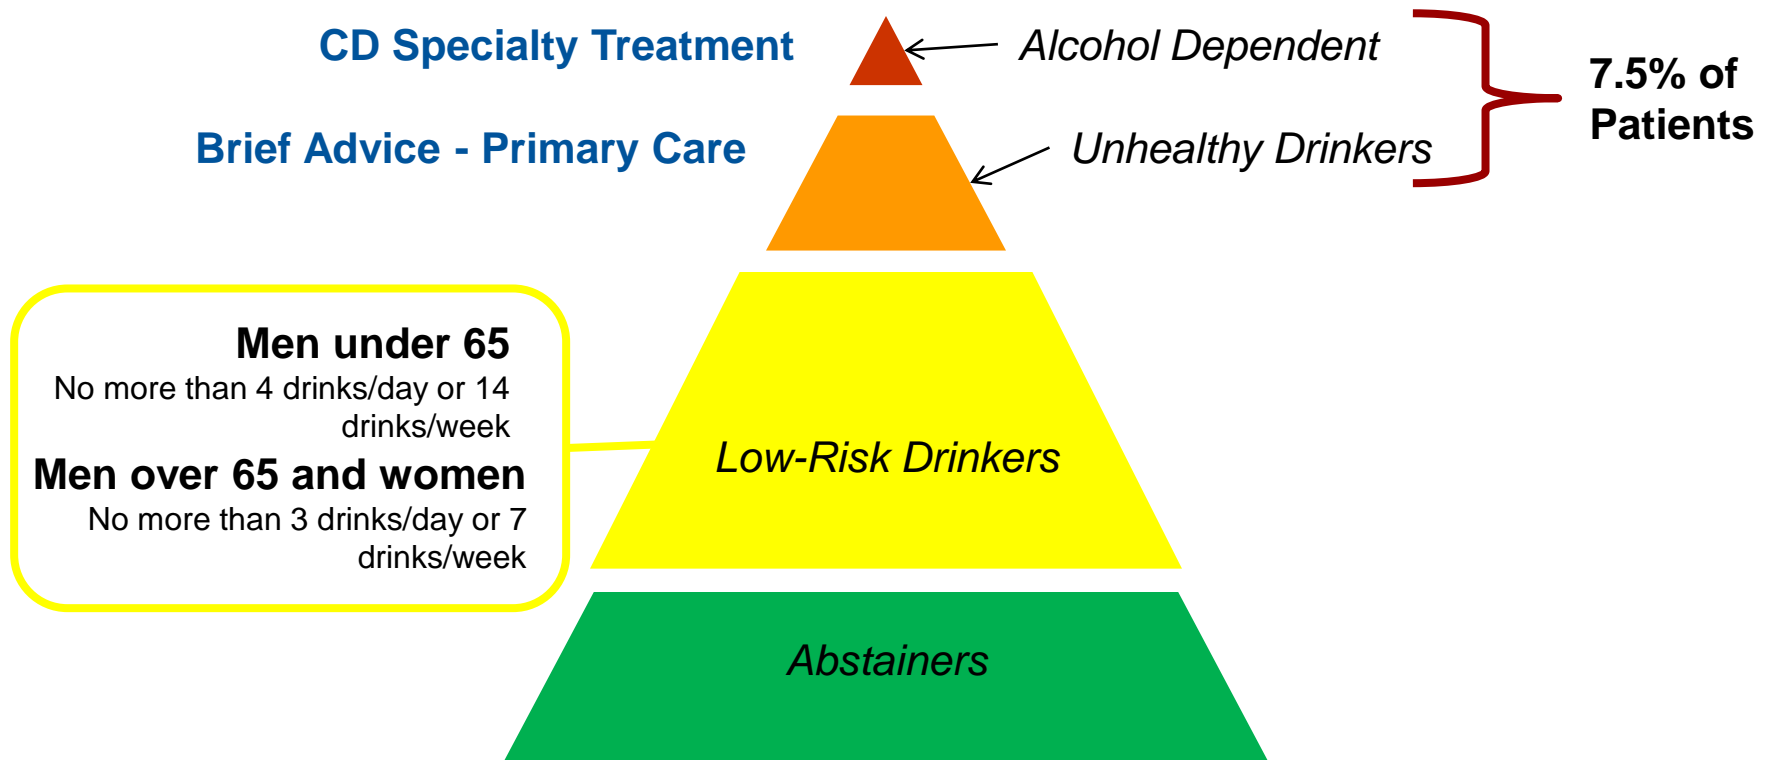 CD Specialty Treatment
Alcohol Dependent
7.5% of
Patients
Brief Advice - Primary Care
Unhealthy Drinkers
Men under 65
No more than 4 drinks/day or 14
drinks/week
Men over 65 and women
No more than 3 drinks/day or 7
drinks/week
Low-Risk Drinkers
Abstainers